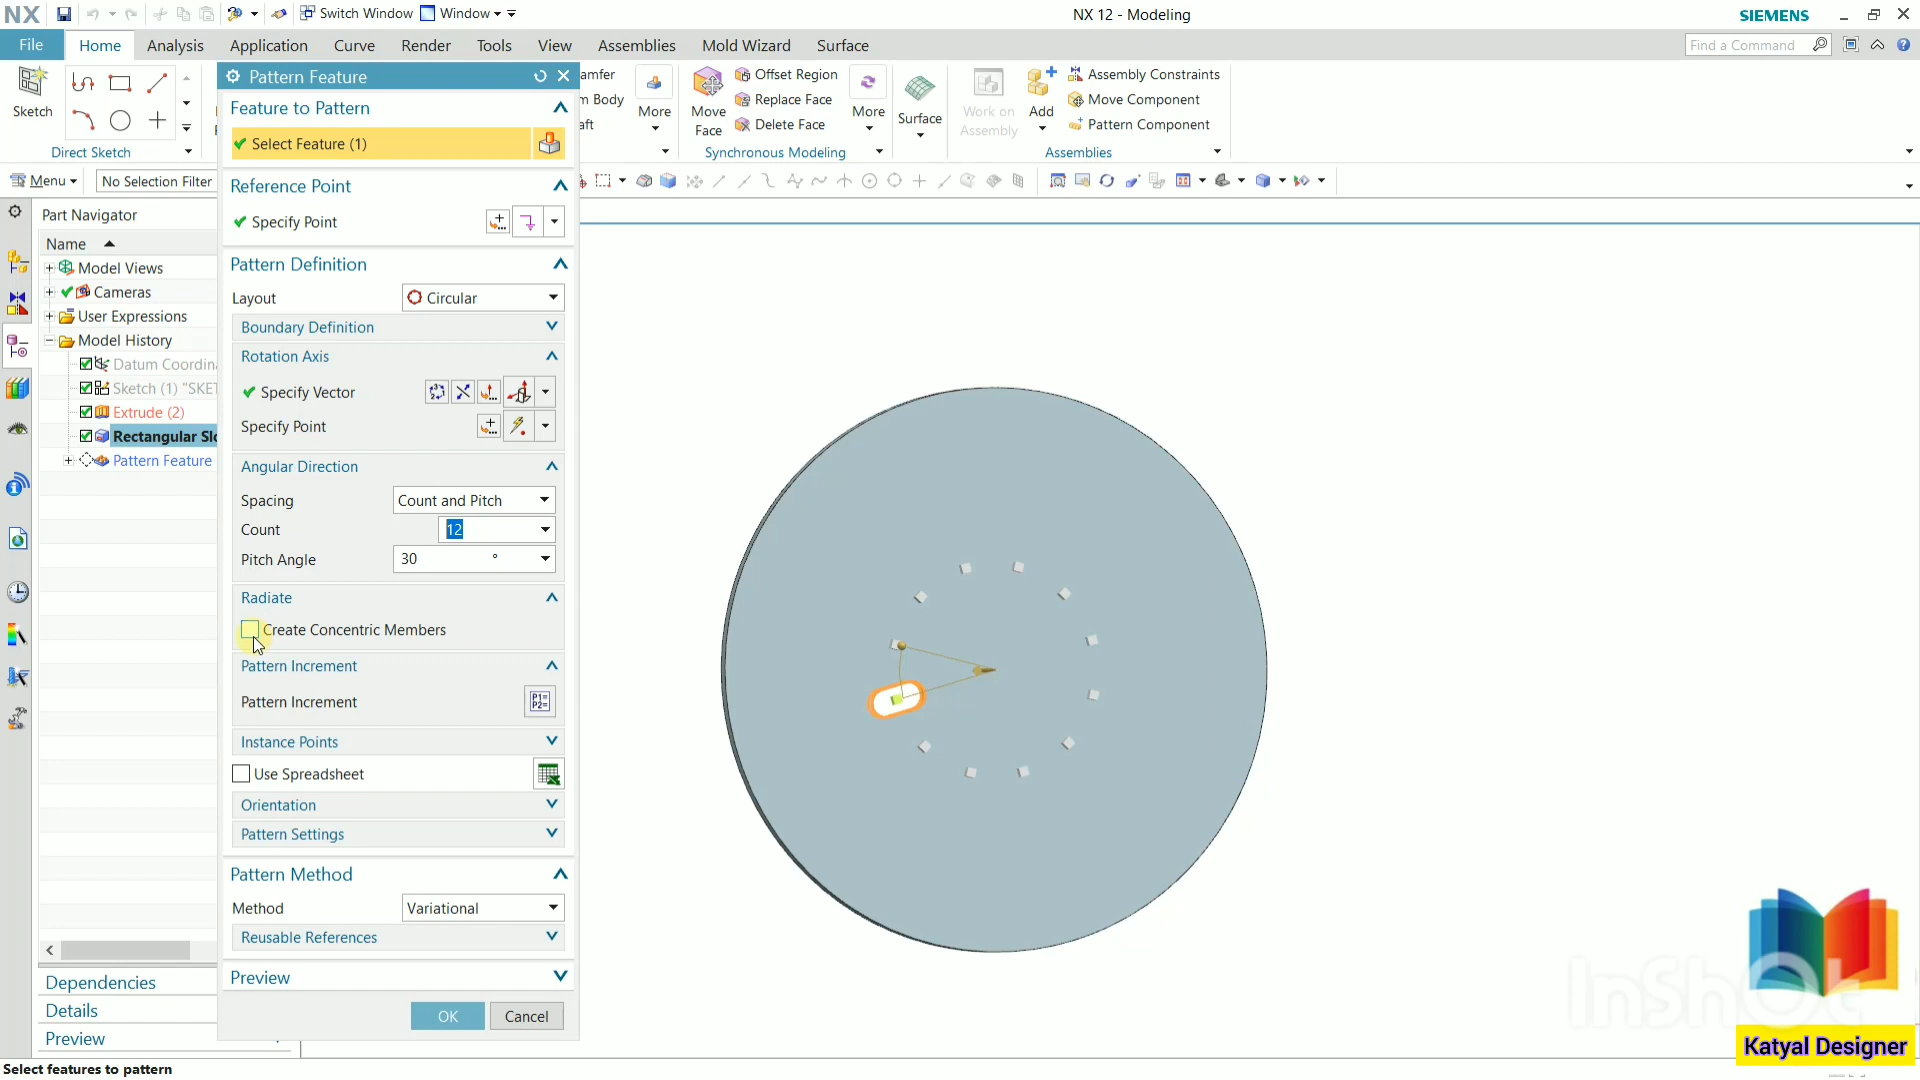 NX
Switch Window
Window
NX 12 - Modeling
SIEMENS
File
Home
Analysis
Application
Curve
Render
Tools
View
Assemblies
Mold Wizard
Surface
Find a Command
Sketch
Direct Sketch
Pattern Feature
amfer
m Body
aft
More
Move
Face
Offset Region
Replace Face
Delete Face
More
Synchronous Modeling
Surface
Work on
Assembly
Add
Assembly Constraints
Move Component
Pattern Component
Assemblies
Menu
No Selection Filter
Part Navigator
Name
Model Views
Cameras
User Expressions
Model History
Datum Coordin
Sketch (1) "SKET
Extrude (2)
Rectangular Slo
Pattern Feature
Dependencies
Details
Preview
Feature to Pattern
Select Feature (1)
Reference Point
Specify Point
Pattern Definition
Layout
Circular
Boundary Definition
Rotation Axis
Specify Vector
Specify Point
Angular Direction
Spacing
Count and Pitch
Count
12
Pitch Angle
30 °
Radiate
Create Concentric Members
Pattern Increment
Pattern Increment
P1=
P2=
Instance Points
Use Spreadsheet
Orientation
Pattern Settings
Pattern Method
Method
Variational
Reusable References
Preview
OK
Cancel
InShOt
Katyal Designer
Select features to pattern